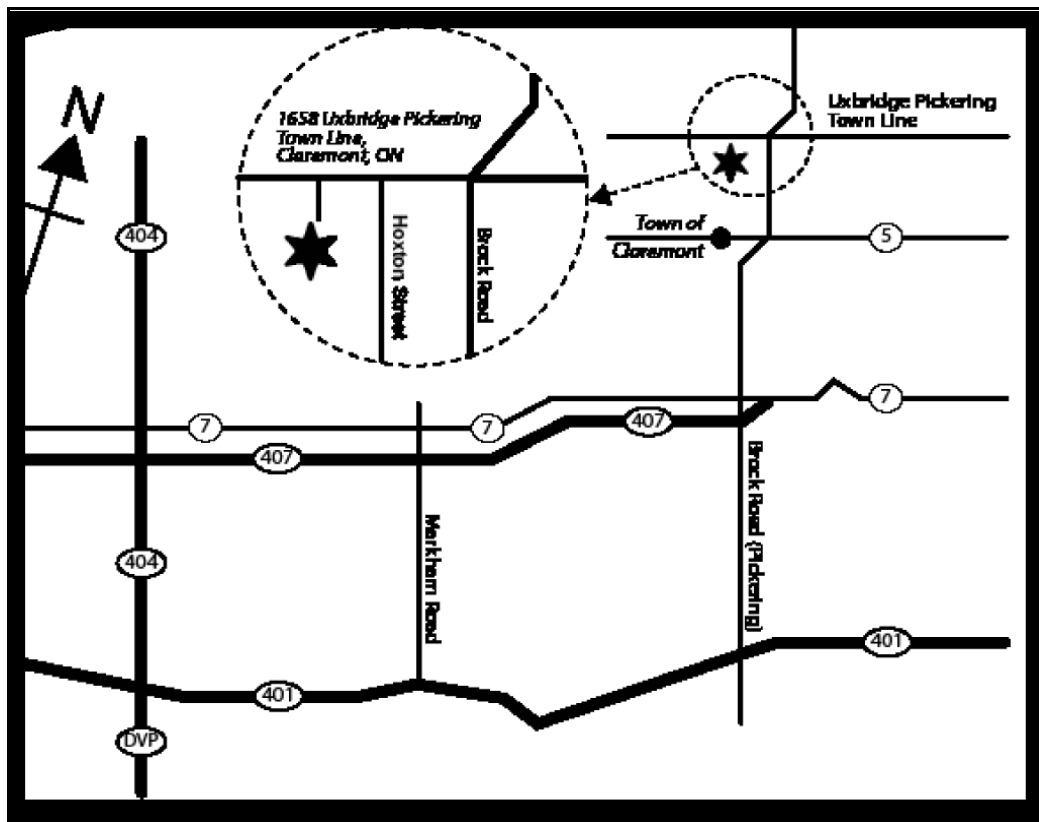 N
1658 Uxbridge Pickering
Town Line,
Claremont, ON
Uxbridge Pickering
Town Line
404
Hoxton Street
Brock Road
Town of
Claremont
5
7
7
7
407
407
Markham Road
Brock Road (Pickering)
404
401
401
DVP